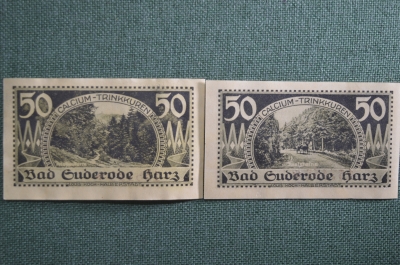 50 CALCIUM-TRINKKUREN 50
Bad Suderode Harz
50 CALCIUM-TRINKKUREN 50
Bad Suderode Harz